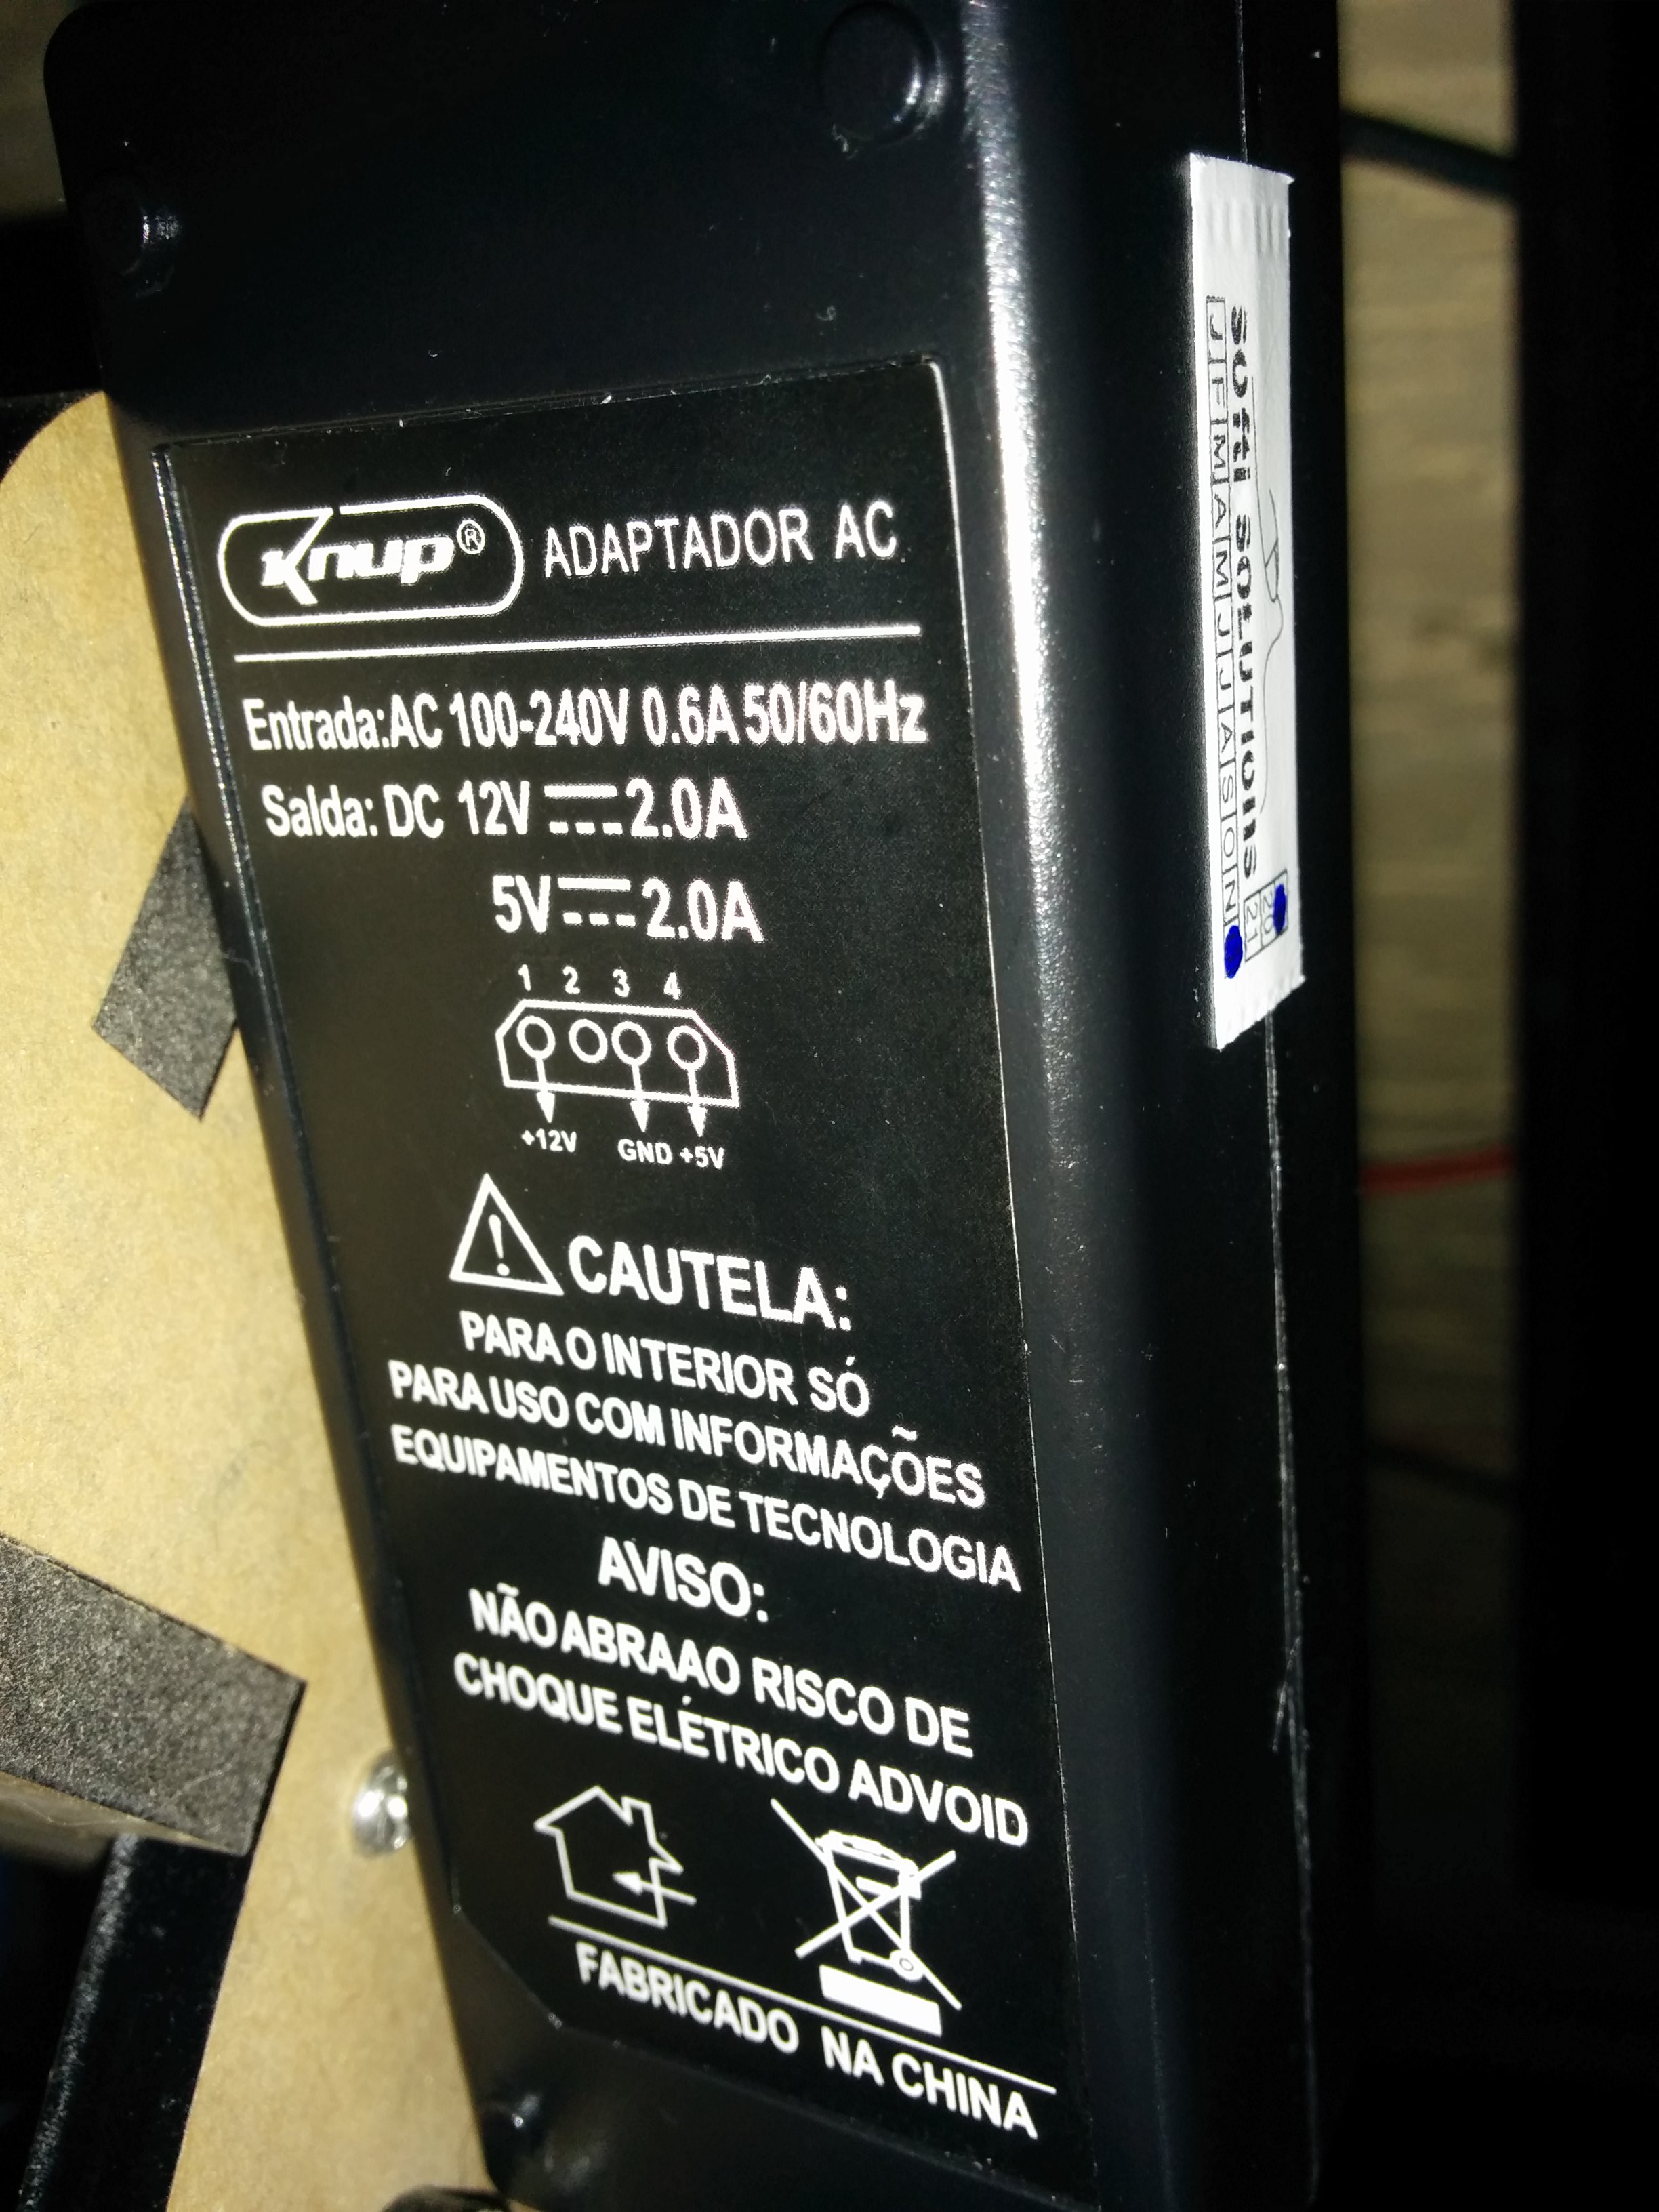 Knup® ADAPTADOR AC
Entrada:AC 100-240V 0.6A 50/60Hz
Salda: DC 12V 2.0A
5V 2.0A
1 2 3 4
+12V GND +5V
CAUTELA:
PARA O INTERIOR SÓ
PARA USO COM INFORMAÇÕES
EQUIPAMENTOS DE TECNOLOGIA
AVISO:
NÃO ABRAAO RISCO DE
CHOQUE ELÉTRICO ADVOID
FABRICADO NA CHINA
softi solutions
20
21
J F M A M J J A S O N